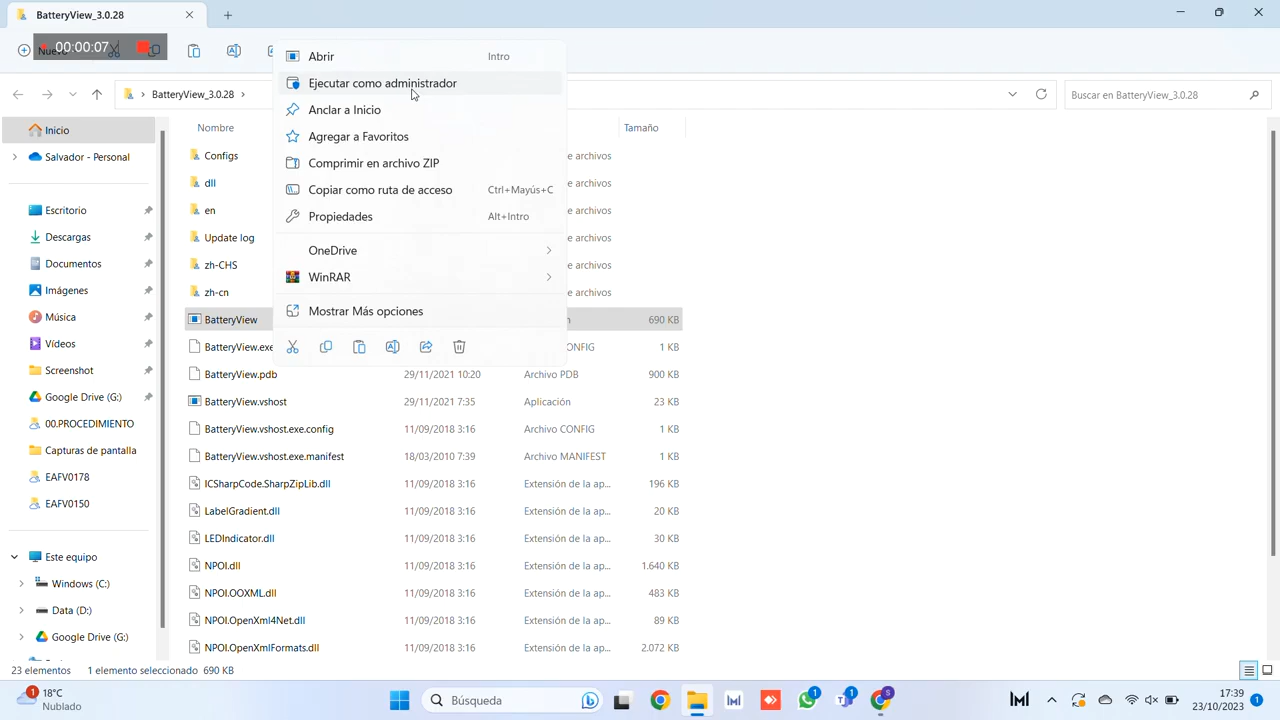 BatteryView_3.0.28
Nuevo
00:00:07
Abrir Intro
Ejecutar como administrador
Anclar a Inicio
Agregar a Favoritos
Comprimir en archivo ZIP
Copiar como ruta de acceso Ctrl+Mayús+C
Propiedades Alt+Intro
OneDrive
WinRAR
Mostrar Más opciones
BatteryView_3.0.28
Buscar en BatteryView_3.0.28
Inicio
Salvador - Personal
Escritorio
Descargas
Documentos
Imágenes
Música
Vídeos
Screenshot
Google Drive (G:)
00.PROCEDIMIENTO
Capturas de pantalla
EAFV0178
EAFV0150
Este equipo
Windows (C:)
Data (D:)
Google Drive (G:)
Nombre Tamaño
Configs e archivos
dll e archivos
en e archivos
Update log e archivos
zh-CHS e archivos
zh-cn e archivos
BatteryView 690 KB
BatteryView.exe ONFIG 1 KB
BatteryView.pdb 29/11/2021 10:20 Archivo PDB 900 KB
BatteryView.vshost 29/11/2021 7:35 Aplicación 23 KB
BatteryView.vshost.exe.config 11/09/2018 3:16 Archivo CONFIG 1 KB
BatteryView.vshost.exe.manifest 18/03/2010 7:39 Archivo MANIFEST 1 KB
ICSharpCode.SharpZipLib.dll 11/09/2018 3:16 Extensión de la ap... 196 KB
LabelGradient.dll 11/09/2018 3:16 Extensión de la ap... 20 KB
LEDIndicator.dll 11/09/2018 3:16 Extensión de la ap... 30 KB
NPOI.dll 11/09/2018 3:16 Extensión de la ap... 1.640 KB
NPOI.OOXML.dll 11/09/2018 3:16 Extensión de la ap... 483 KB
NPOI.OpenXml4Net.dll 11/09/2018 3:16 Extensión de la ap... 89 KB
NPOI.OpenXmlFormats.dll 11/09/2018 3:16 Extensión de la ap... 2.072 KB
23 elementos 1 elemento seleccionado 690 KB
1
18°C
Nublado
Búsqueda
1
1
S
17:39
23/10/2023
1